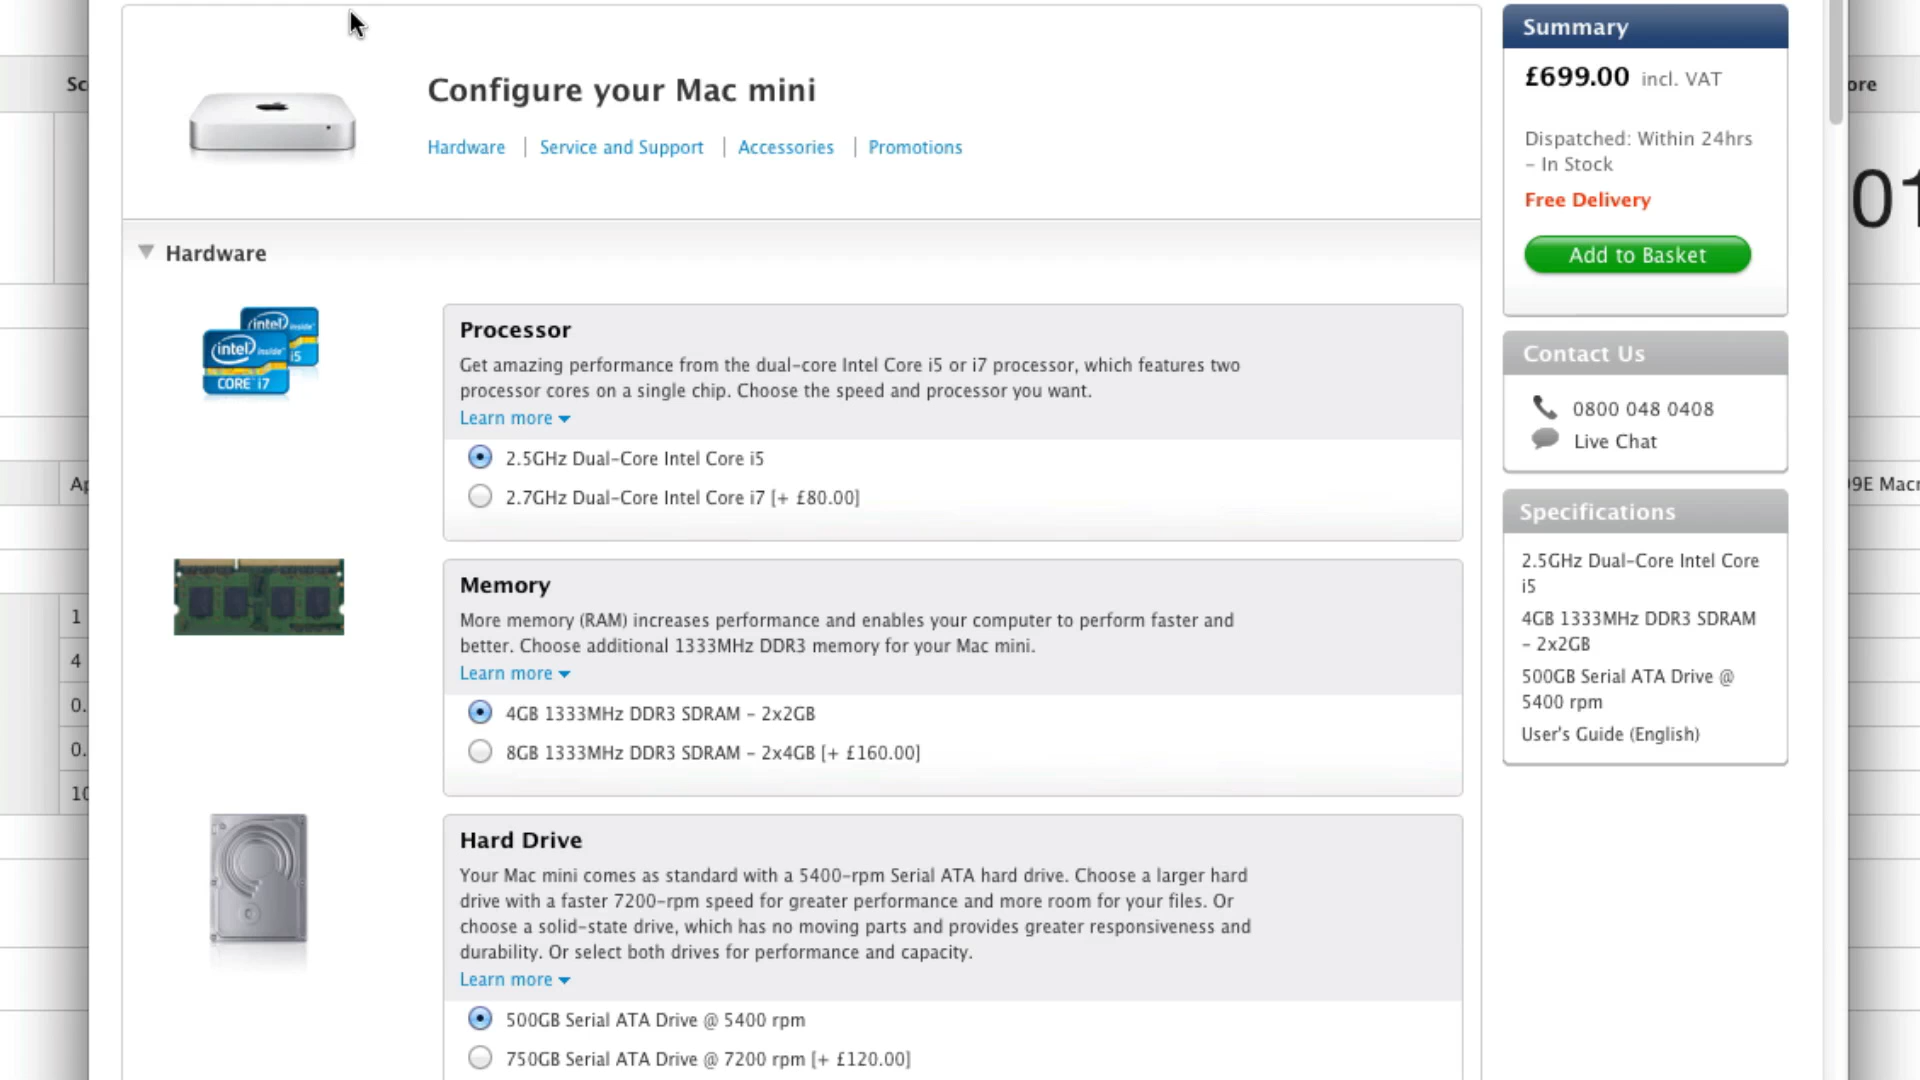 Configure your Mac mini
Hardware | Service and Support | Accessories | Promotions
Hardware
intel inside i5
intel inside CORE i7
Processor
Get amazing performance from the dual-core Intel Core i5 or i7 processor, which features two
processor cores on a single chip. Choose the speed and processor you want.
Learn more
2.5GHz Dual-Core Intel Core i5
2.7GHz Dual-Core Intel Core i7 [+ £80.00]
Memory
More memory (RAM) increases performance and enables your computer to perform faster and
better. Choose additional 1333MHz DDR3 memory for your Mac mini.
Learn more
4GB 1333MHz DDR3 SDRAM - 2x2GB
8GB 1333MHz DDR3 SDRAM - 2x4GB [+ £160.00]
Hard Drive
Your Mac mini comes as standard with a 5400-rpm Serial ATA hard drive. Choose a larger hard
drive with a faster 7200-rpm speed for greater performance and more room for your files. Or
choose a solid-state drive, which has no moving parts and provides greater responsiveness and
durability. Or select both drives for performance and capacity.
Learn more
500GB Serial ATA Drive @ 5400 rpm
750GB Serial ATA Drive @ 7200 rpm [+ £120.00]
Summary
£699.00 incl. VAT
Dispatched: Within 24hrs
- In Stock
Free Delivery
Add to Basket
Contact Us
0800 048 0408
Live Chat
Specifications
2.5GHz Dual-Core Intel Core
i5
4GB 1333MHz DDR3 SDRAM
- 2x2GB
500GB Serial ATA Drive @
5400 rpm
User's Guide (English)
1
4
0.
0.
10